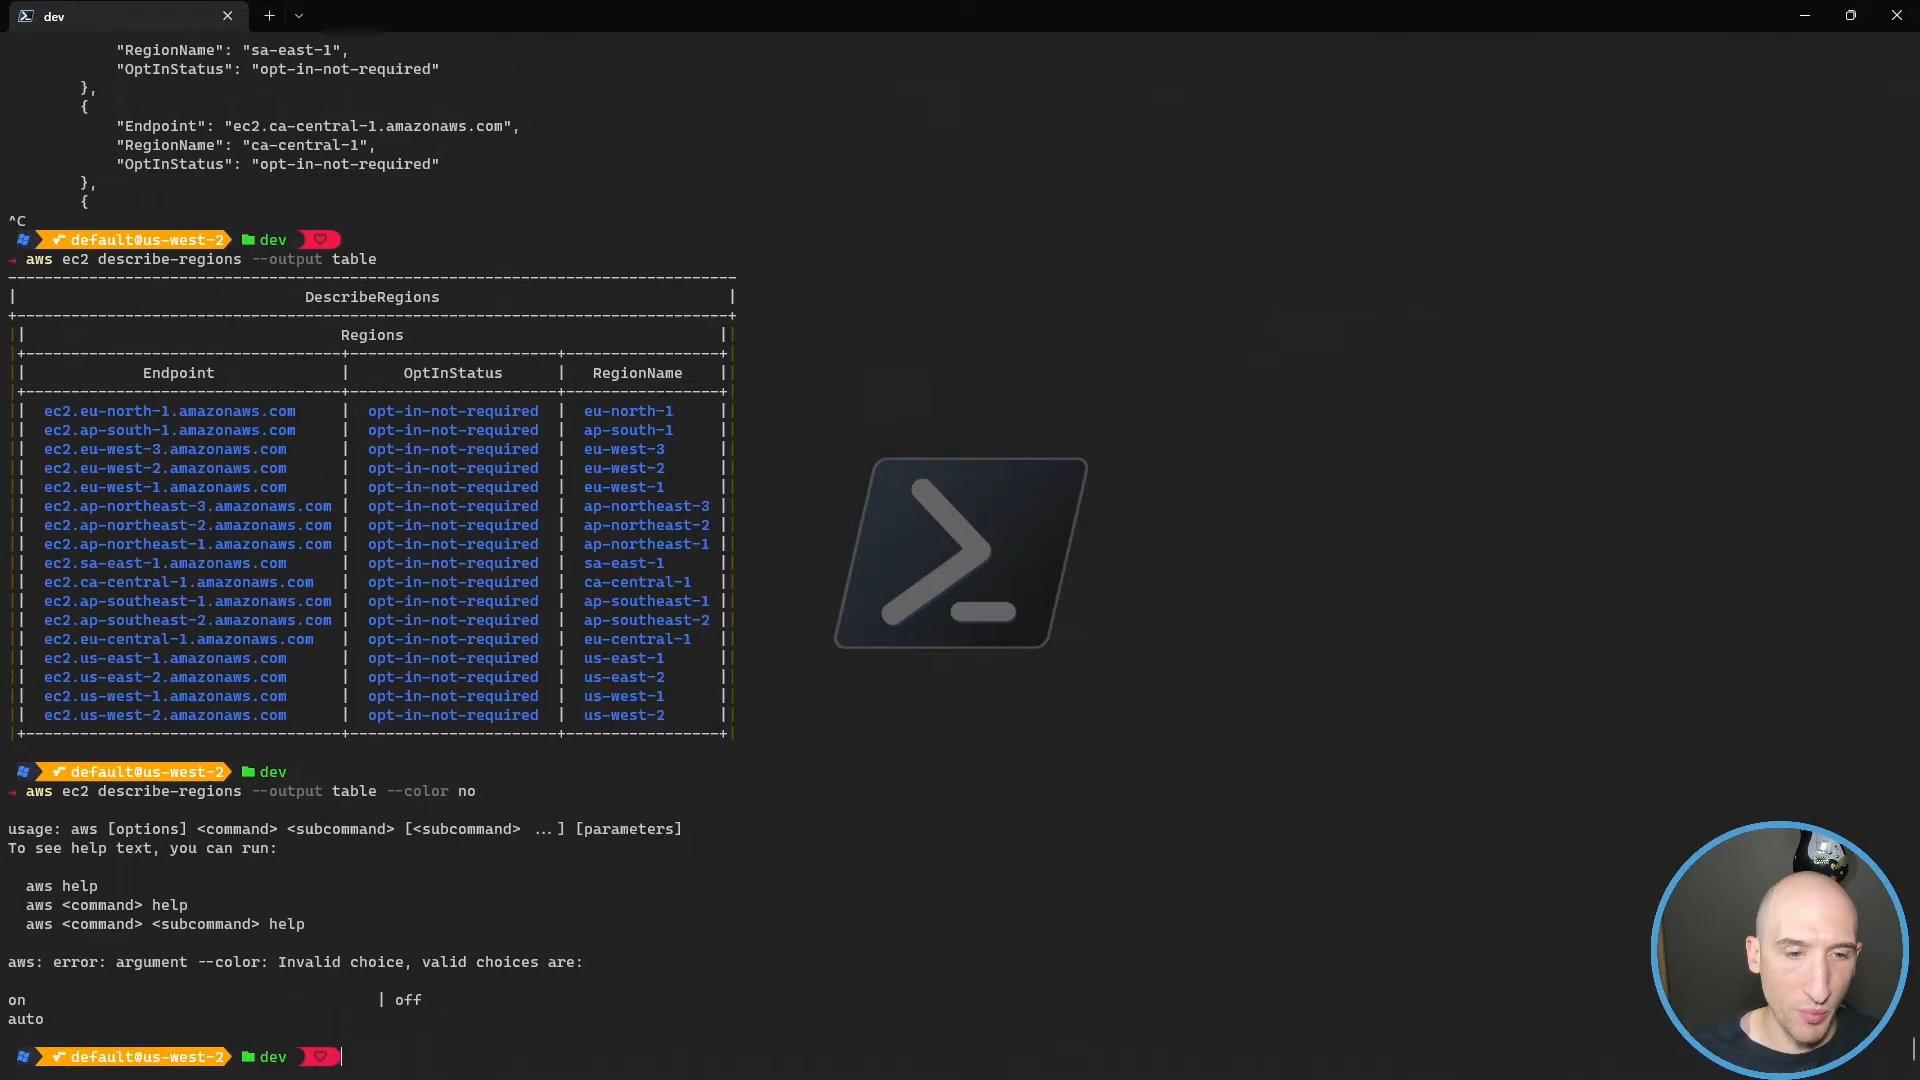 dev
"RegionName": "sa-east-1",
"OptInStatus": "opt-in-not-required"
},
{
"Endpoint": "ec2.ca-central-1.amazonaws.com",
"RegionName": "ca-central-1",
"OptInStatus": "opt-in-not-required"
},
{
^C
default@us-west-2 dev
aws ec2 describe-regions --output table
DescribeRegions
Regions
Endpoint | OptInStatus | RegionName
ec2.eu-north-1.amazonaws.com | opt-in-not-required | eu-north-1
ec2.ap-south-1.amazonaws.com | opt-in-not-required | ap-south-1
ec2.eu-west-3.amazonaws.com | opt-in-not-required | eu-west-3
ec2.eu-west-2.amazonaws.com | opt-in-not-required | eu-west-2
ec2.eu-west-1.amazonaws.com | opt-in-not-required | eu-west-1
ec2.ap-northeast-3.amazonaws.com | opt-in-not-required | ap-northeast-3
ec2.ap-northeast-2.amazonaws.com | opt-in-not-required | ap-northeast-2
ec2.ap-northeast-1.amazonaws.com | opt-in-not-required | ap-northeast-1
ec2.sa-east-1.amazonaws.com | opt-in-not-required | sa-east-1
ec2.ca-central-1.amazonaws.com | opt-in-not-required | ca-central-1
ec2.ap-southeast-1.amazonaws.com | opt-in-not-required | ap-southeast-1
ec2.ap-southeast-2.amazonaws.com | opt-in-not-required | ap-southeast-2
ec2.eu-central-1.amazonaws.com | opt-in-not-required | eu-central-1
ec2.us-east-1.amazonaws.com | opt-in-not-required | us-east-1
ec2.us-east-2.amazonaws.com | opt-in-not-required | us-east-2
ec2.us-west-1.amazonaws.com | opt-in-not-required | us-west-1
ec2.us-west-2.amazonaws.com | opt-in-not-required | us-west-2
default@us-west-2 dev
aws ec2 describe-regions --output table --color no
usage: aws [options] <command> <subcommand> [<subcommand> ...] [parameters]
To see help text, you can run:
aws help
aws <command> help
aws <command> <subcommand> help
aws: error: argument --color: Invalid choice, valid choices are:
on | off
auto
default@us-west-2 dev